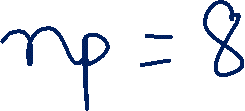 np = 8